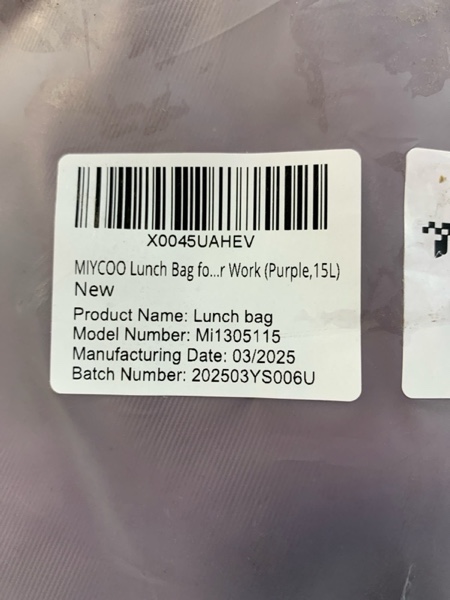 X0045UAHEV
MIYCOO Lunch Bag fo...r Work (Purple,15L)
New
Product Name: Lunch bag
Model Number: Mi1305115
Manufacturing Date: 03/2025
Batch Number: 202503YS006U